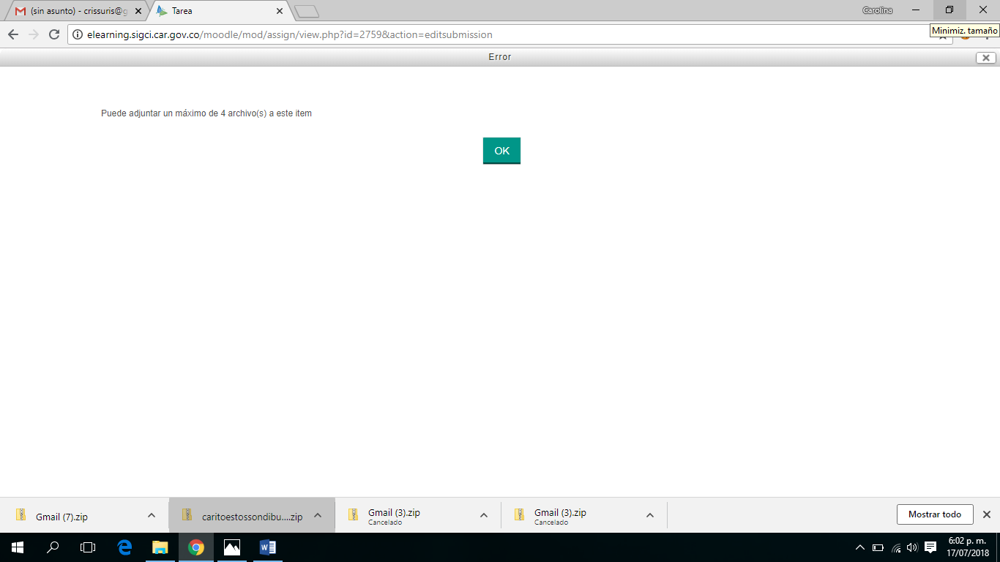 (sin asunto) - crissuris@g
Tarea
Carolina
elearning.sigci.car.gov.co/moodle/mod/assign/view.php?id=2759&action=editsubmission
Minimiz. tamaño
Error
Puede adjuntar un máximo de 4 archivo(s) a este item
OK
Gmail (7).zip
caritoestossondibu....zip
Gmail (3).zip
Cancelado
Gmail (3).zip
Cancelado
Mostrar todo
6:02 p. m.
17/07/2018